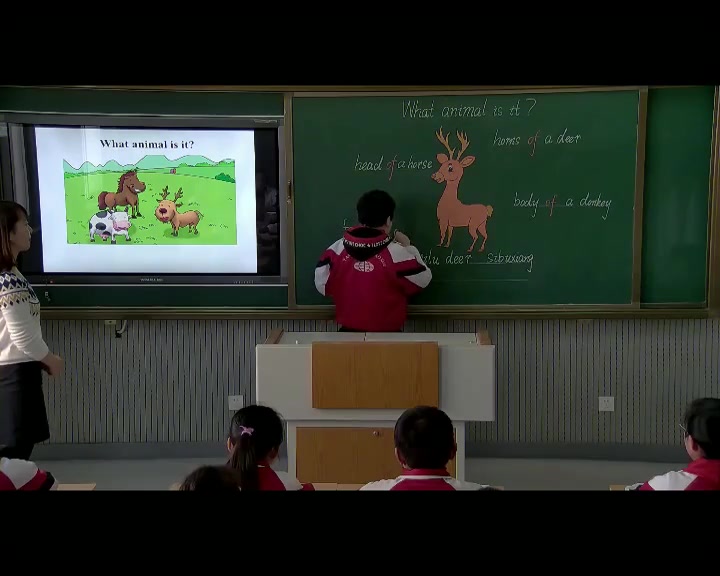 What animal is it?
What animal is it?
horns of a deer
head of a horse
body of a donkey
deer sibuxiang